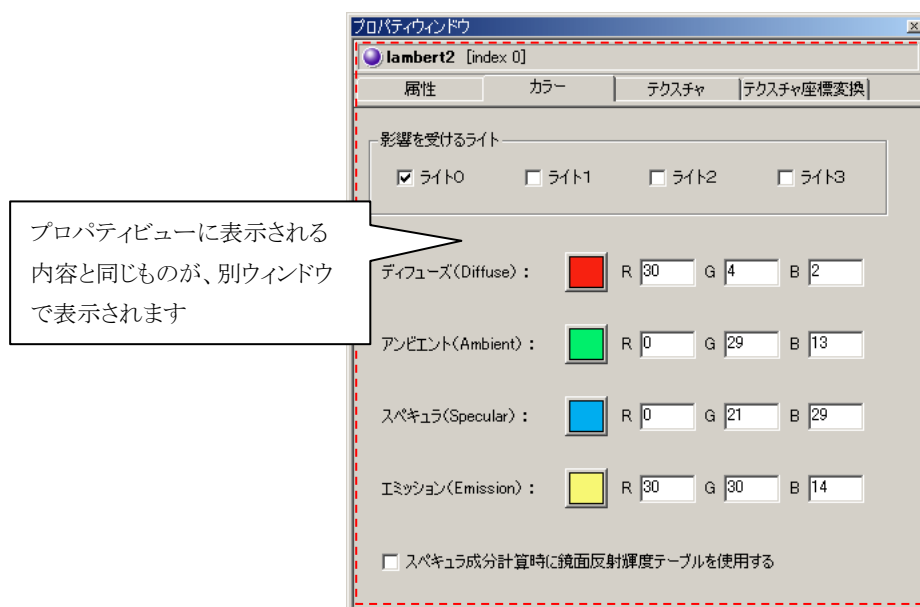 プロパティウィンドウ
lambert2 [index 0]
属性 カラー テクスチャ テクスチャ座標変換
影響を受けるライト
ライト0 ライト1 ライト2 ライト3
プロパティビューに表示される
内容と同じものが、別ウィンドウ
で表示されます
ディフューズ(Diffuse) : R 30 G 4 B 2
アンビエント(Ambient) : R 0 G 29 B 13
スペキュラ(Specular) : R 0 G 21 B 29
エミッション(Emission) : R 30 G 30 B 14
スペキュラ成分計算時に鏡面反射輝度テーブルを使用する